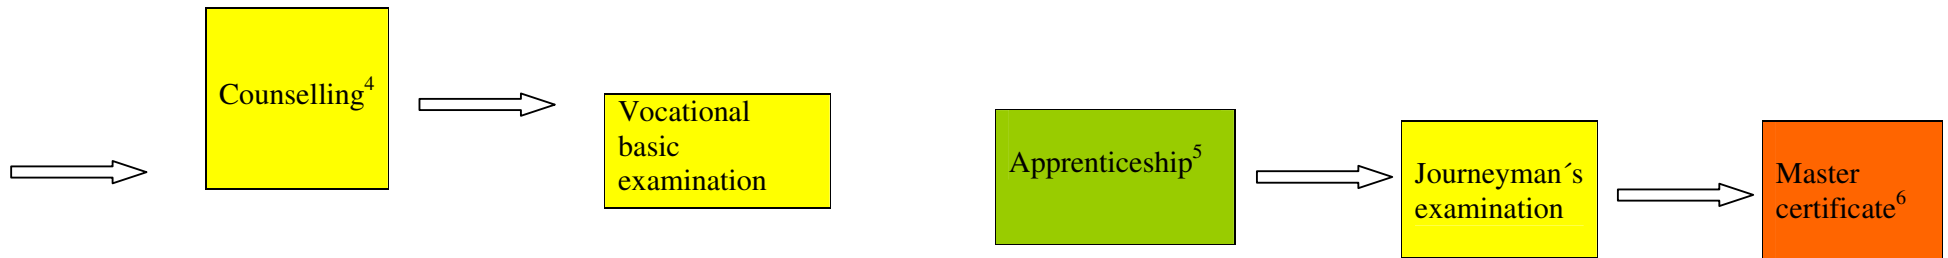 Counselling⁴
Vocational
basic
examination
Apprenticeship⁵
Journeyman´s
examination
Master
certificate⁶